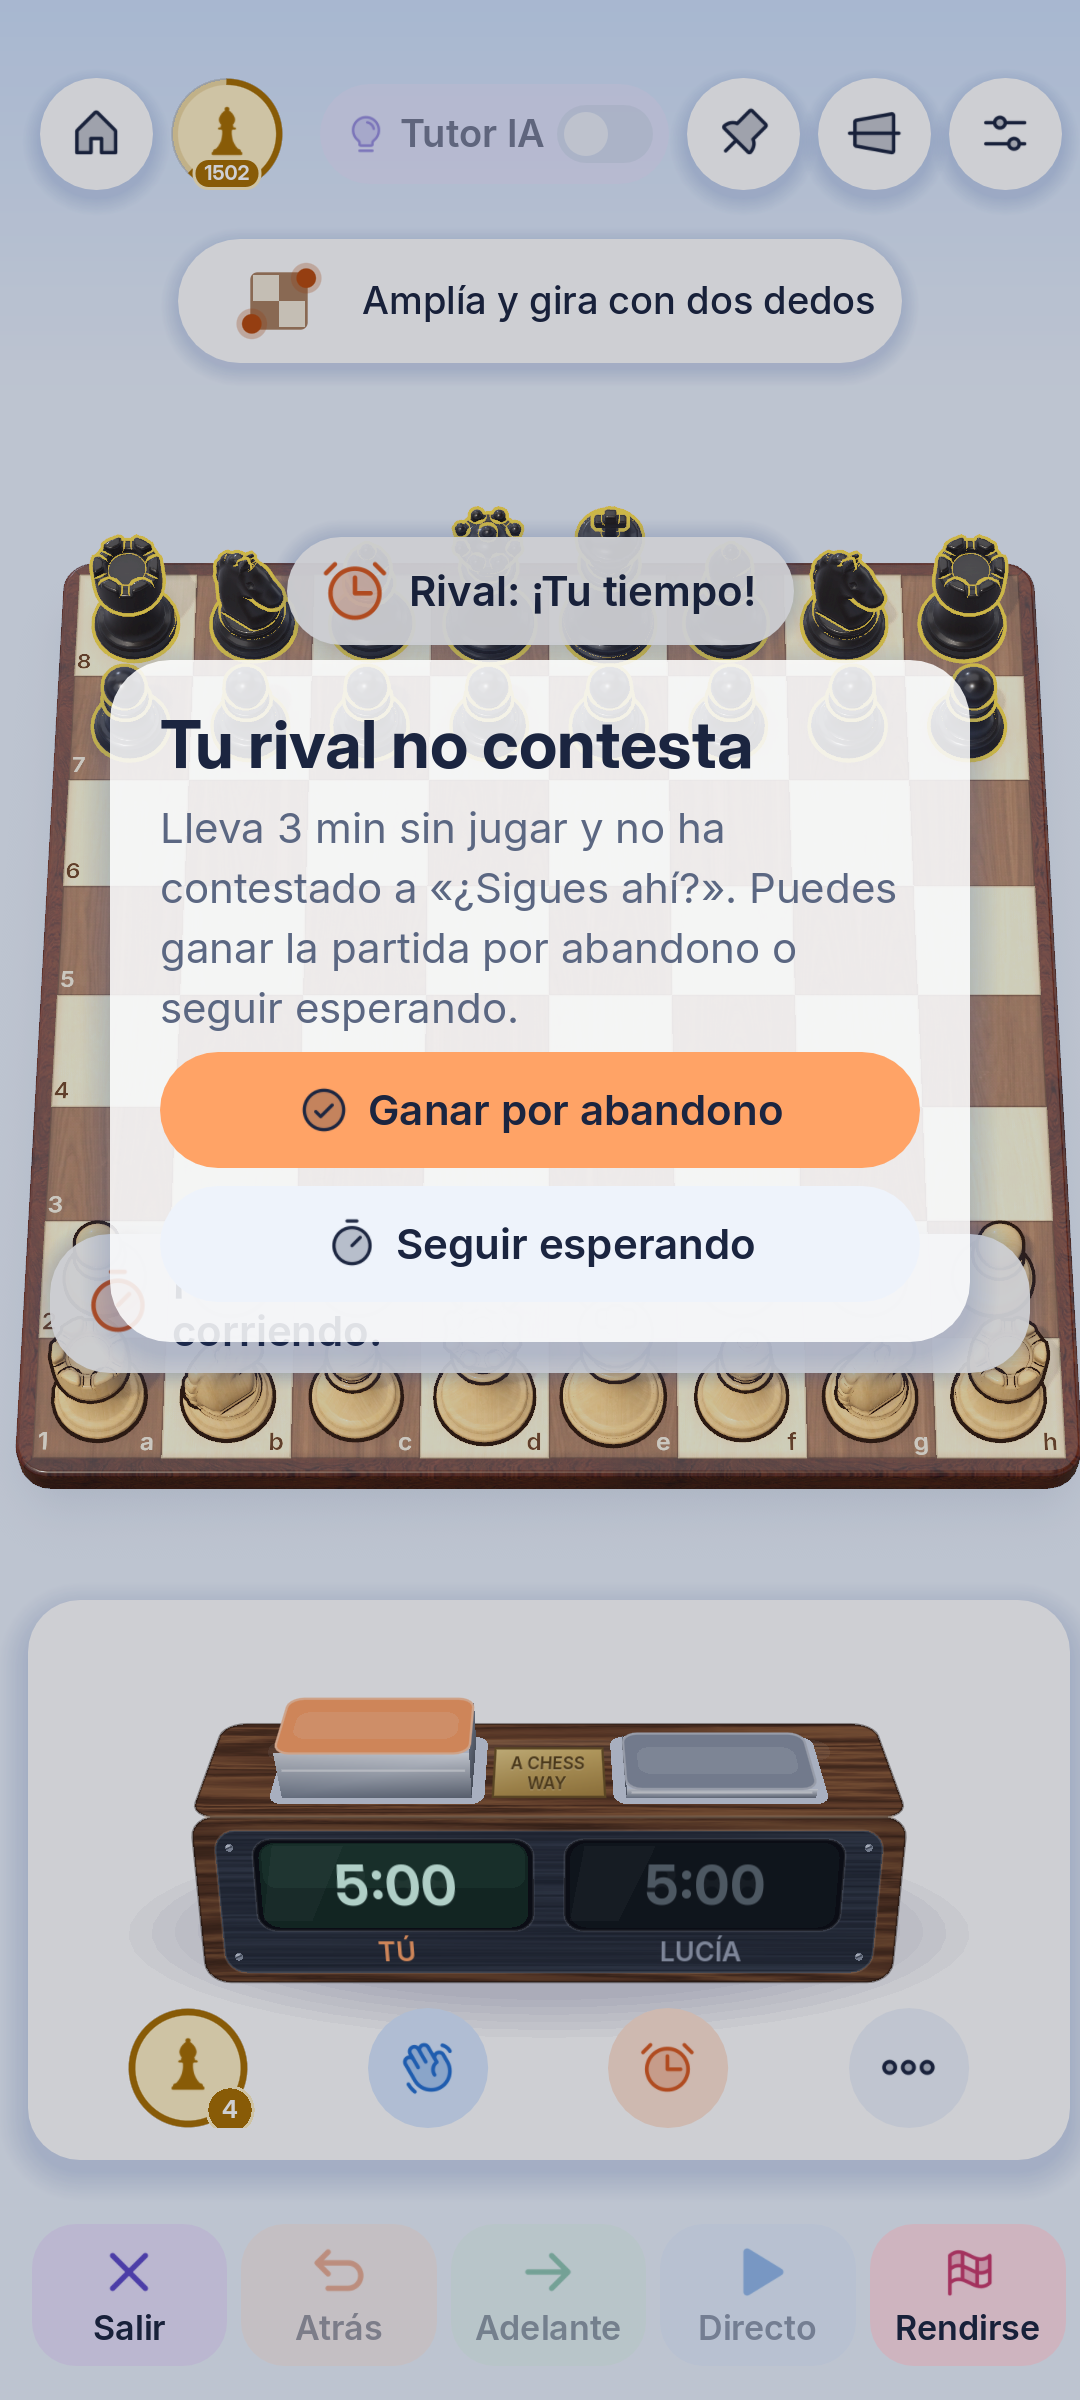 Tutor IA
1502
Amplía y gira con dos dedos
Rival: ¡Tu tiempo!
8
7
6
5
4
3
2
1
Tu rival no contesta
Lleva 3 min sin jugar y no ha
contestado a «¿Sigues ahí?». Puedes
ganar la partida por abandono o
seguir esperando.
Ganar por abandono
Seguir esperando
corriendo.
a b c d e f g h
A CHESS
WAY
5:00 5:00
TÚ LUCÍA
4
Salir Atrás Adelante Directo Rendirse